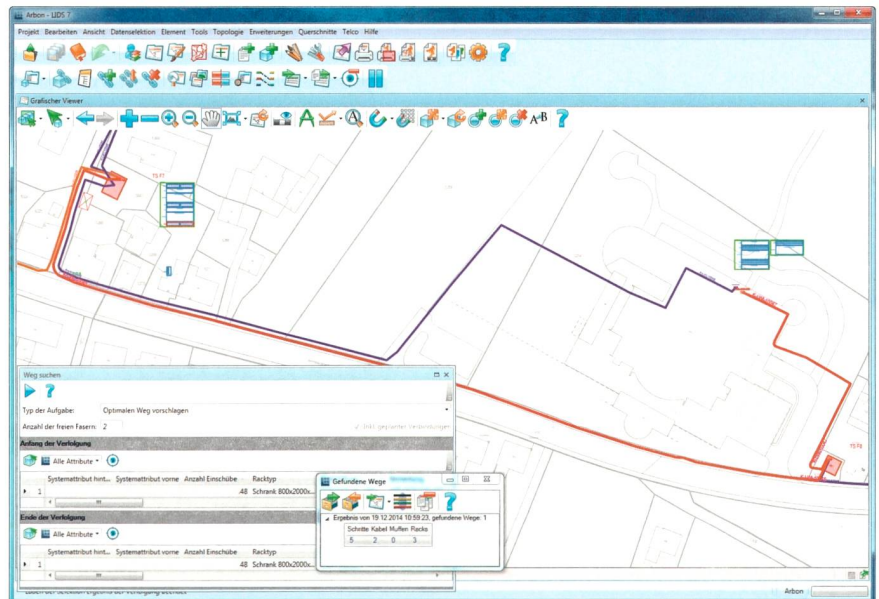 Arbon - LIDS 7
Projekt Bearbeiten Ansicht Datenselektion Element Tools Topologie Erweiterungen Querschnitte Telco Hilfe
Grafischer Viewer
TS F1
TS F2
Weg suchen
Typ der Aufgabe: Optimalen Weg vorschlagen
Anzahl der freien Fasern: 2
Anfang der Verfolgung
Alle Attribute
Systemattribut hint... Systemattribut vorne Anzahl Einschübe Racktyp
1 48 Schrank 800x2000x...
Ende der Verfolgung
Alle Attribute
Systemattribut hint... Systemattribut vorne Anzahl Einschübe Racktyp
1 48 Schrank 800x2000x...
Gefundene Wege
Ergebnis von 19.12.2014 10:59:23, gefundene Wege: 1
Schritte Kabel Muffen Racks
5 2 0 3
Arbon